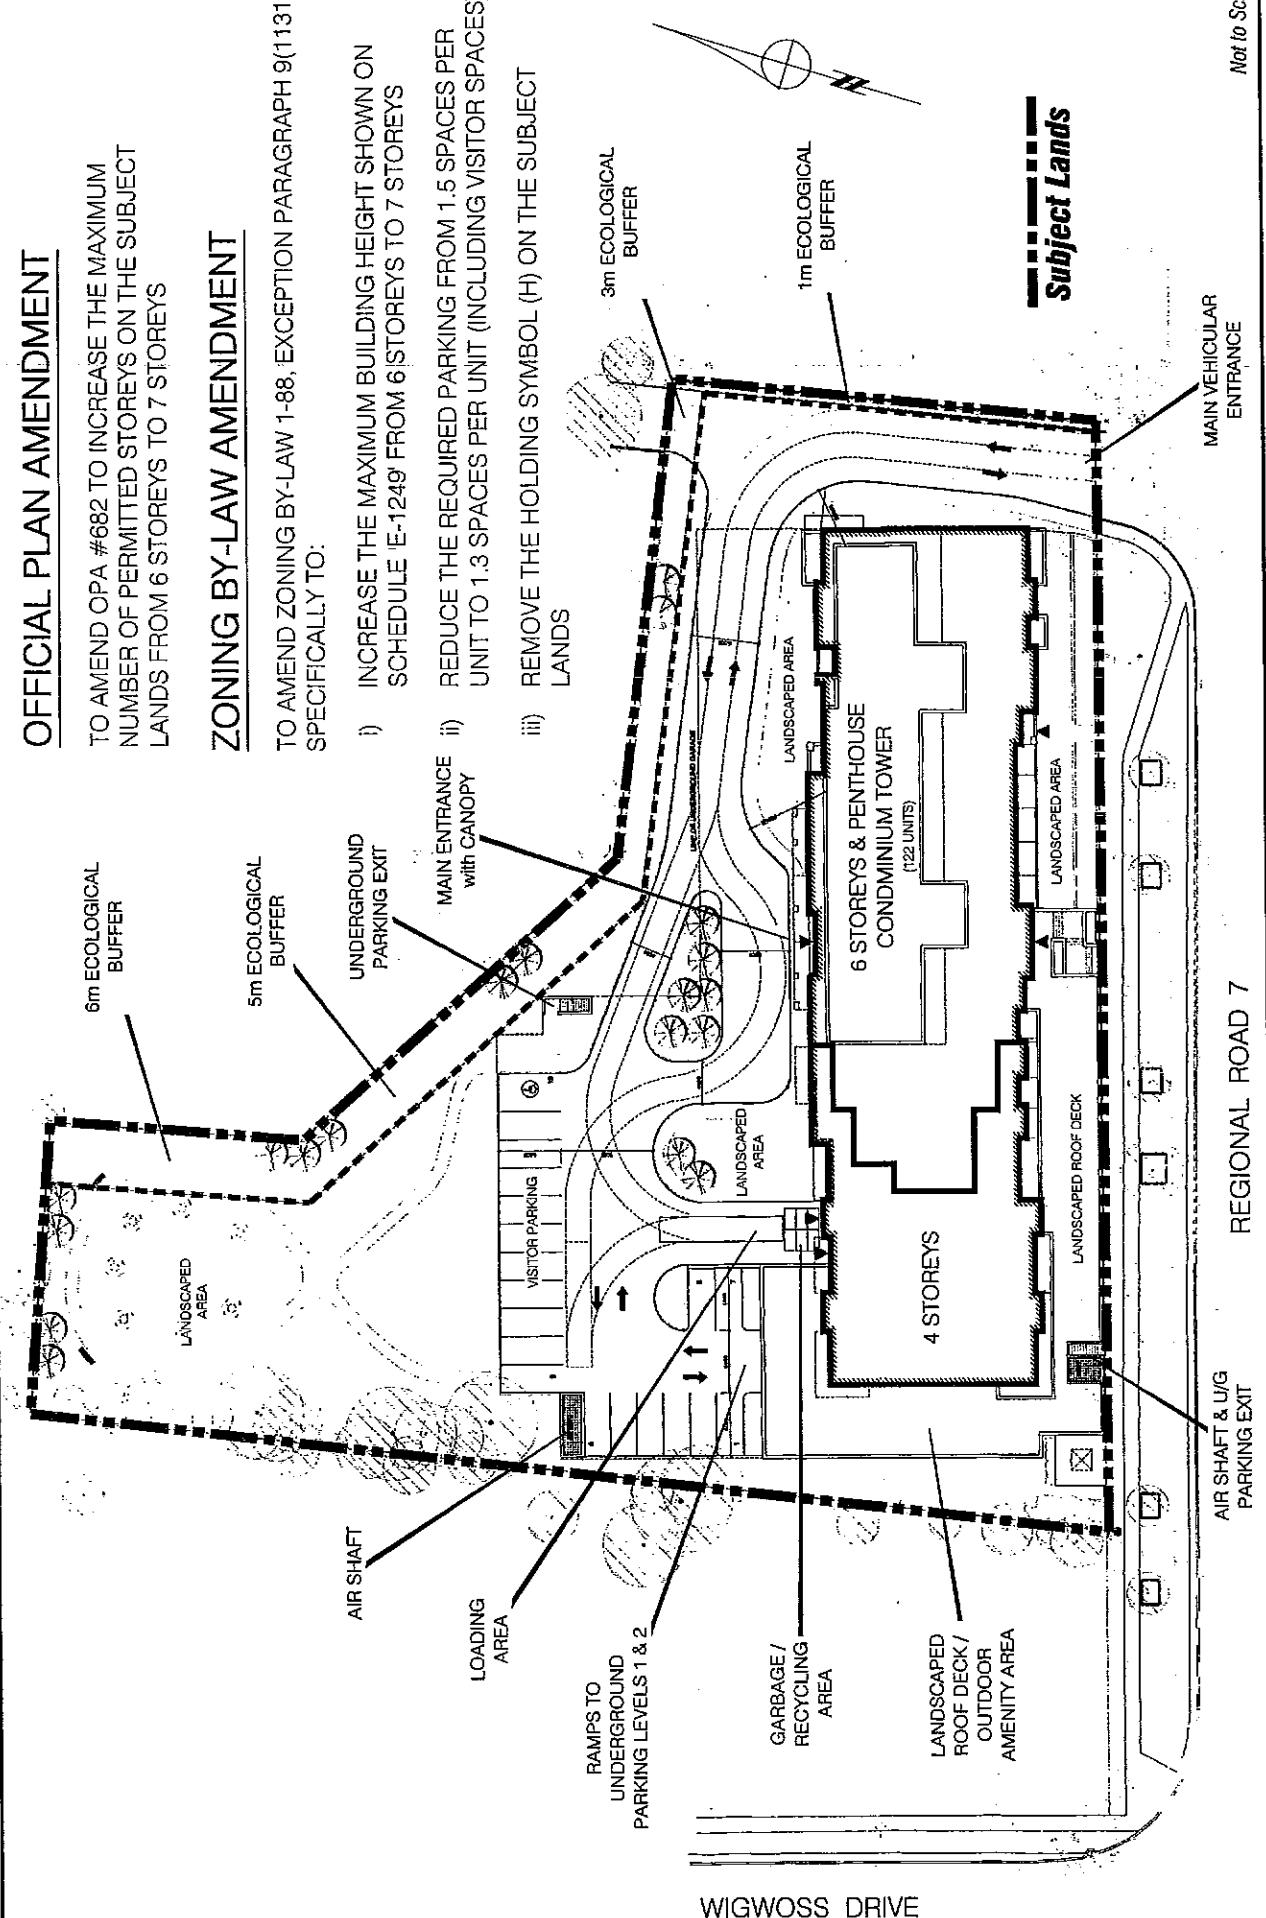 OFFICIAL PLAN AMENDMENT
TO AMEND OPA #682 TO INCREASE THE MAXIMUM
NUMBER OF PERMITTED STOREYS ON THE SUBJECT
LANDS FROM 6 STOREYS TO 7 STOREYS
ZONING BY-LAW AMENDMENT
TO AMEND ZONING BY-LAW 1-88, EXCEPTION PARAGRAPH 9(1131
SPECIFICALLY TO:
i) INCREASE THE MAXIMUM BUILDING HEIGHT SHOWN ON
SCHEDULE 'E-1249' FROM 6 STOREYS TO 7 STOREYS
ii) REDUCE THE REQUIRED PARKING FROM 1.5 SPACES PER
UNIT TO 1.3 SPACES PER UNIT (INCLUDING VISITOR SPACES
iii) REMOVE THE HOLDING SYMBOL (H) ON THE SUBJECT
LANDS
6m ECOLOGICAL
BUFFER
5m ECOLOGICAL
BUFFER
UNDERGROUND
PARKING EXIT
MAIN ENTRANCE
with CANOPY
3m ECOLOGICAL
BUFFER
1m ECOLOGICAL
BUFFER
Not to Sc
Subject Lands
MAIN VEHICULAR
ENTRANCE
LANDSCAPED
AREA
VISITOR PARKING
LANDSCAPED
AREA
LANDSCAPED AREA
LINE OF UNDERGROUND GARAGE
6 STOREYS & PENTHOUSE
CONDMINIUM TOWER
(122 UNITS)
4 STOREYS
LANDSCAPED AREA
LANDSCAPED ROOF DECK
AIR SHAFT
LOADING
AREA
RAMPS TO
UNDERGROUND
PARKING LEVELS 1 & 2
GARBAGE /
RECYCLING
AREA
LANDSCAPED
ROOF DECK /
OUTDOOR
AMENITY AREA
AIR SHAFT & U/G
PARKING EXIT
REGIONAL ROAD 7
WIGWOSS DRIVE